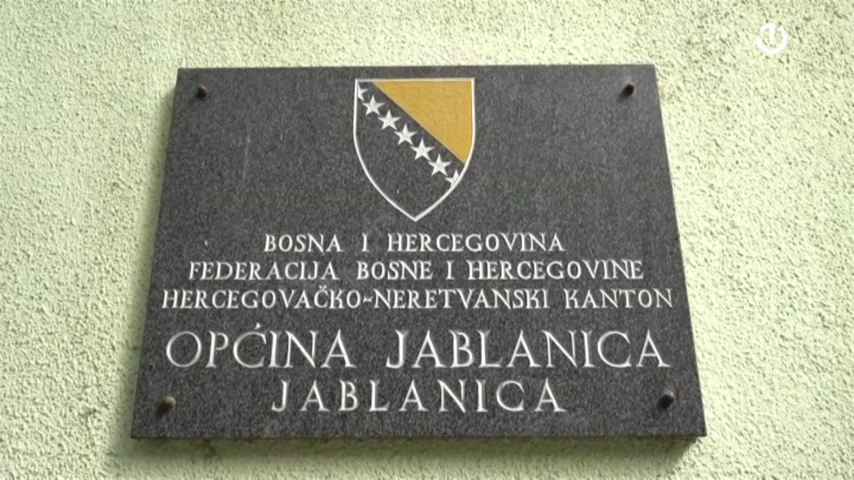 BOSNA I HERCEGOVINA
FEDERACIJA BOSNE I HERCEGOVINE
HERCEGOVAČKO-NERETVANSKI KANTON
OPĆINA JABLANICA
JABLANICA